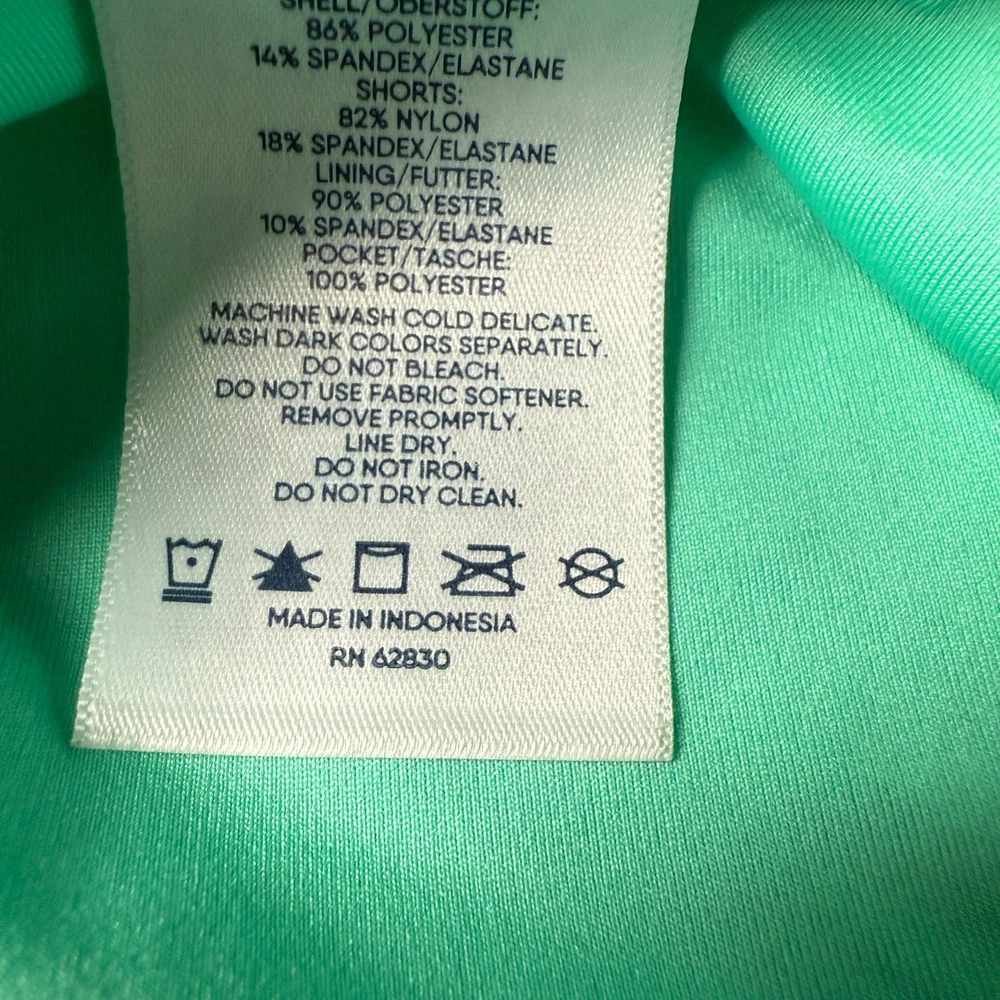 SHELL/OBERSTOFF:
86% POLYESTER
14% SPANDEX/ELASTANE
SHORTS:
82% NYLON
18% SPANDEX/ELASTANE
LINING/FUTTER:
90% POLYESTER
10% SPANDEX/ELASTANE
POCKET/TASCHE:
100% POLYESTER
MACHINE WASH COLD DELICATE.
WASH DARK COLORS SEPARATELY.
DO NOT BLEACH.
DO NOT USE FABRIC SOFTENER.
REMOVE PROMPTLY.
LINE DRY.
DO NOT IRON.
DO NOT DRY CLEAN.
MADE IN INDONESIA
RN 62830